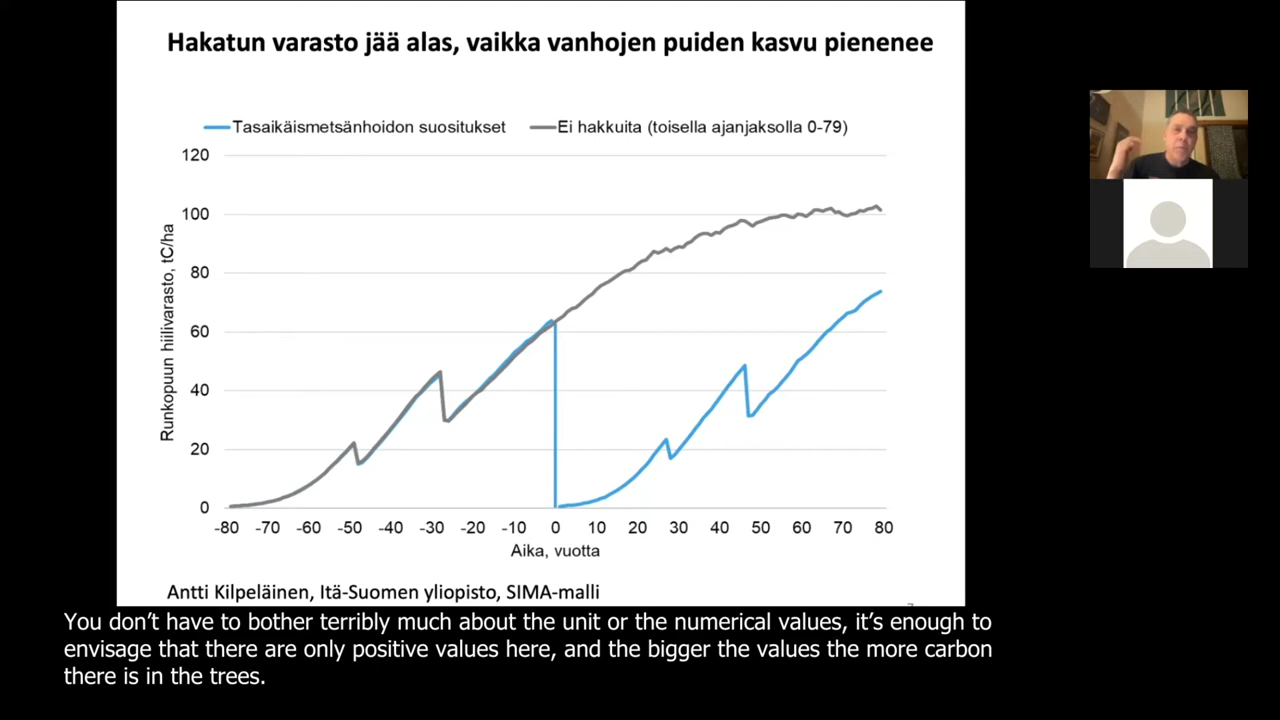 Hakatun varasto jää alas, vaikka vanhojen puiden kasvu pienenee
Tasaikäismetsänhoidon suositukset
Ei hakkuita (toisella ajanjaksolla 0-79)
Runkopuun hiilivarasto, tC/ha
120
100
80
60
40
20
0
-80 -70 -60 -50 -40 -30 -20 -10 0 10 20 30 40 50 60 70 80
Aika, vuotta
Antti Kilpeläinen, Itä-Suomen yliopisto, SIMA-malli
You don't have to bother terribly much about the unit or the numerical values, it's enough to
envisage that there are only positive values here, and the bigger the values the more carbon
there is in the trees.